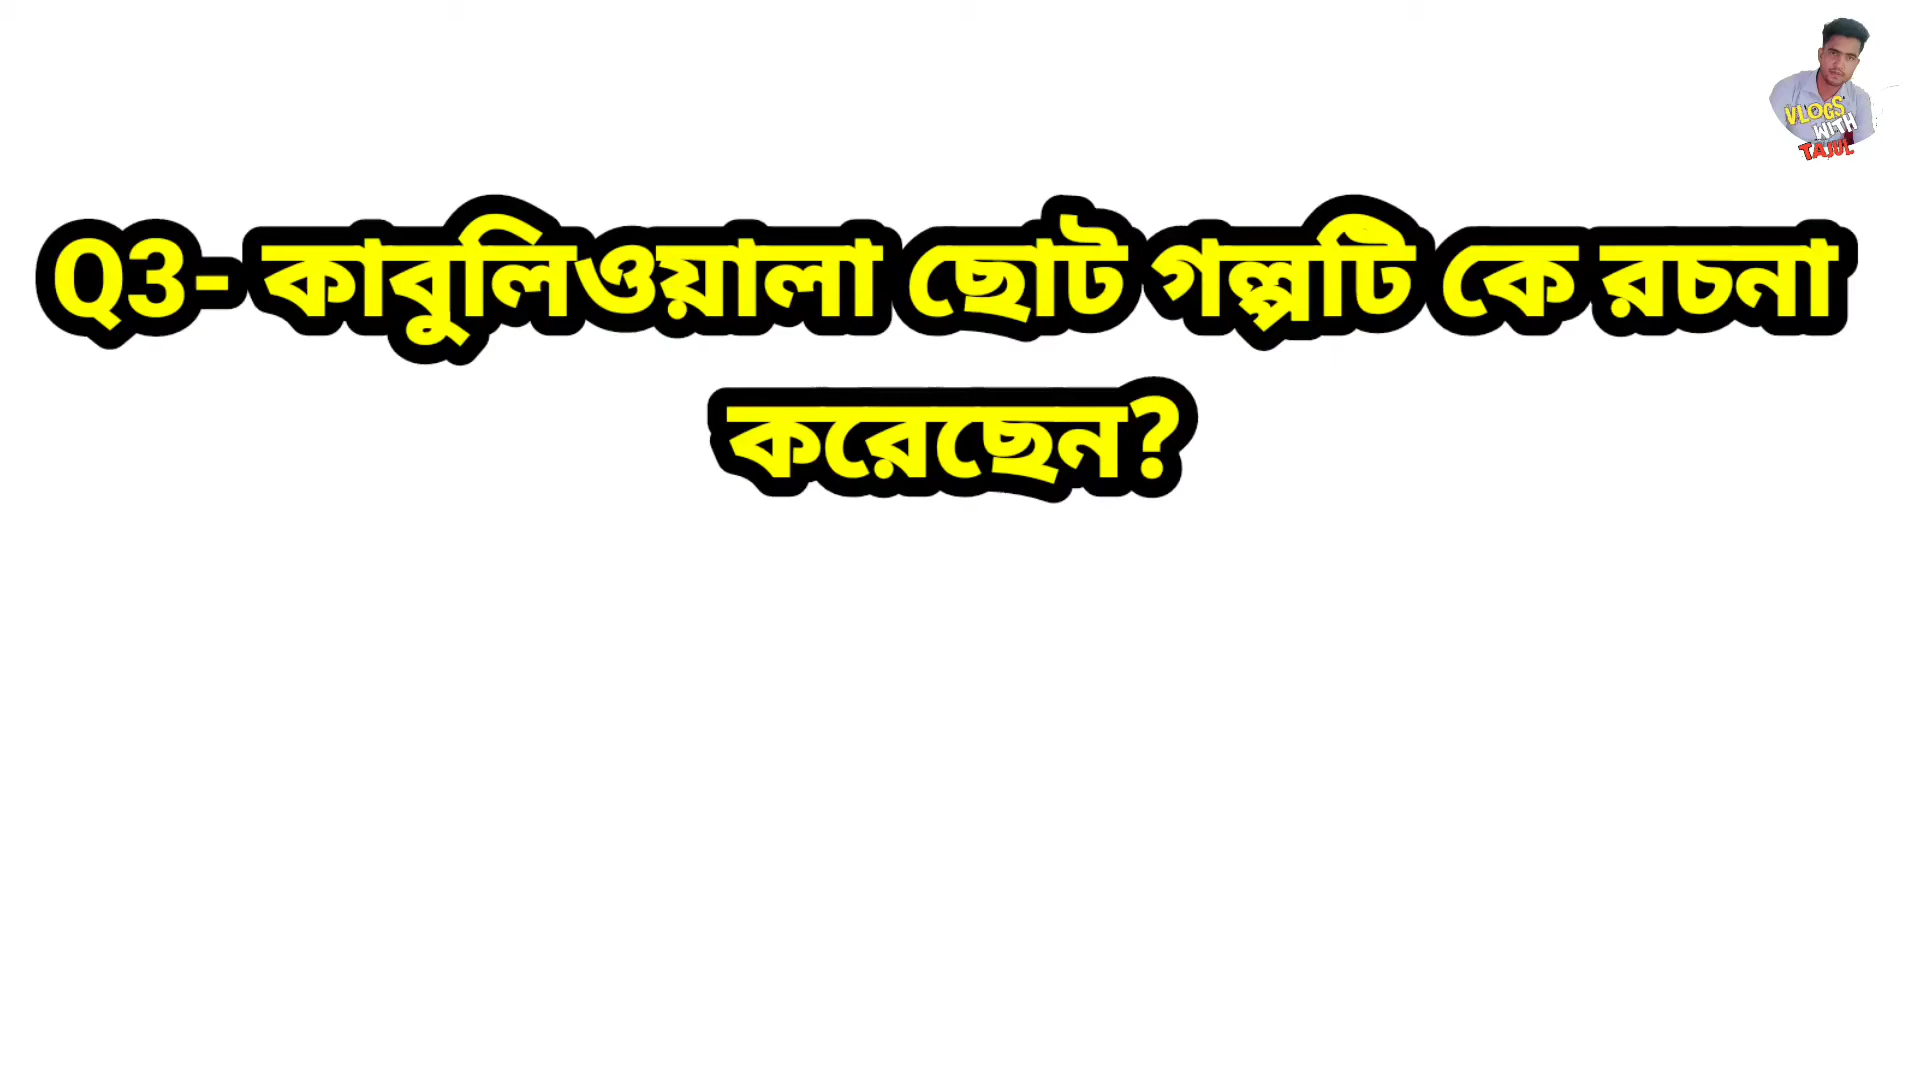 VLOGS
WITH
TAJUL
Q3- কাবুলিওয়ালা ছোট গল্পটি কে রচনা
করেছেন?